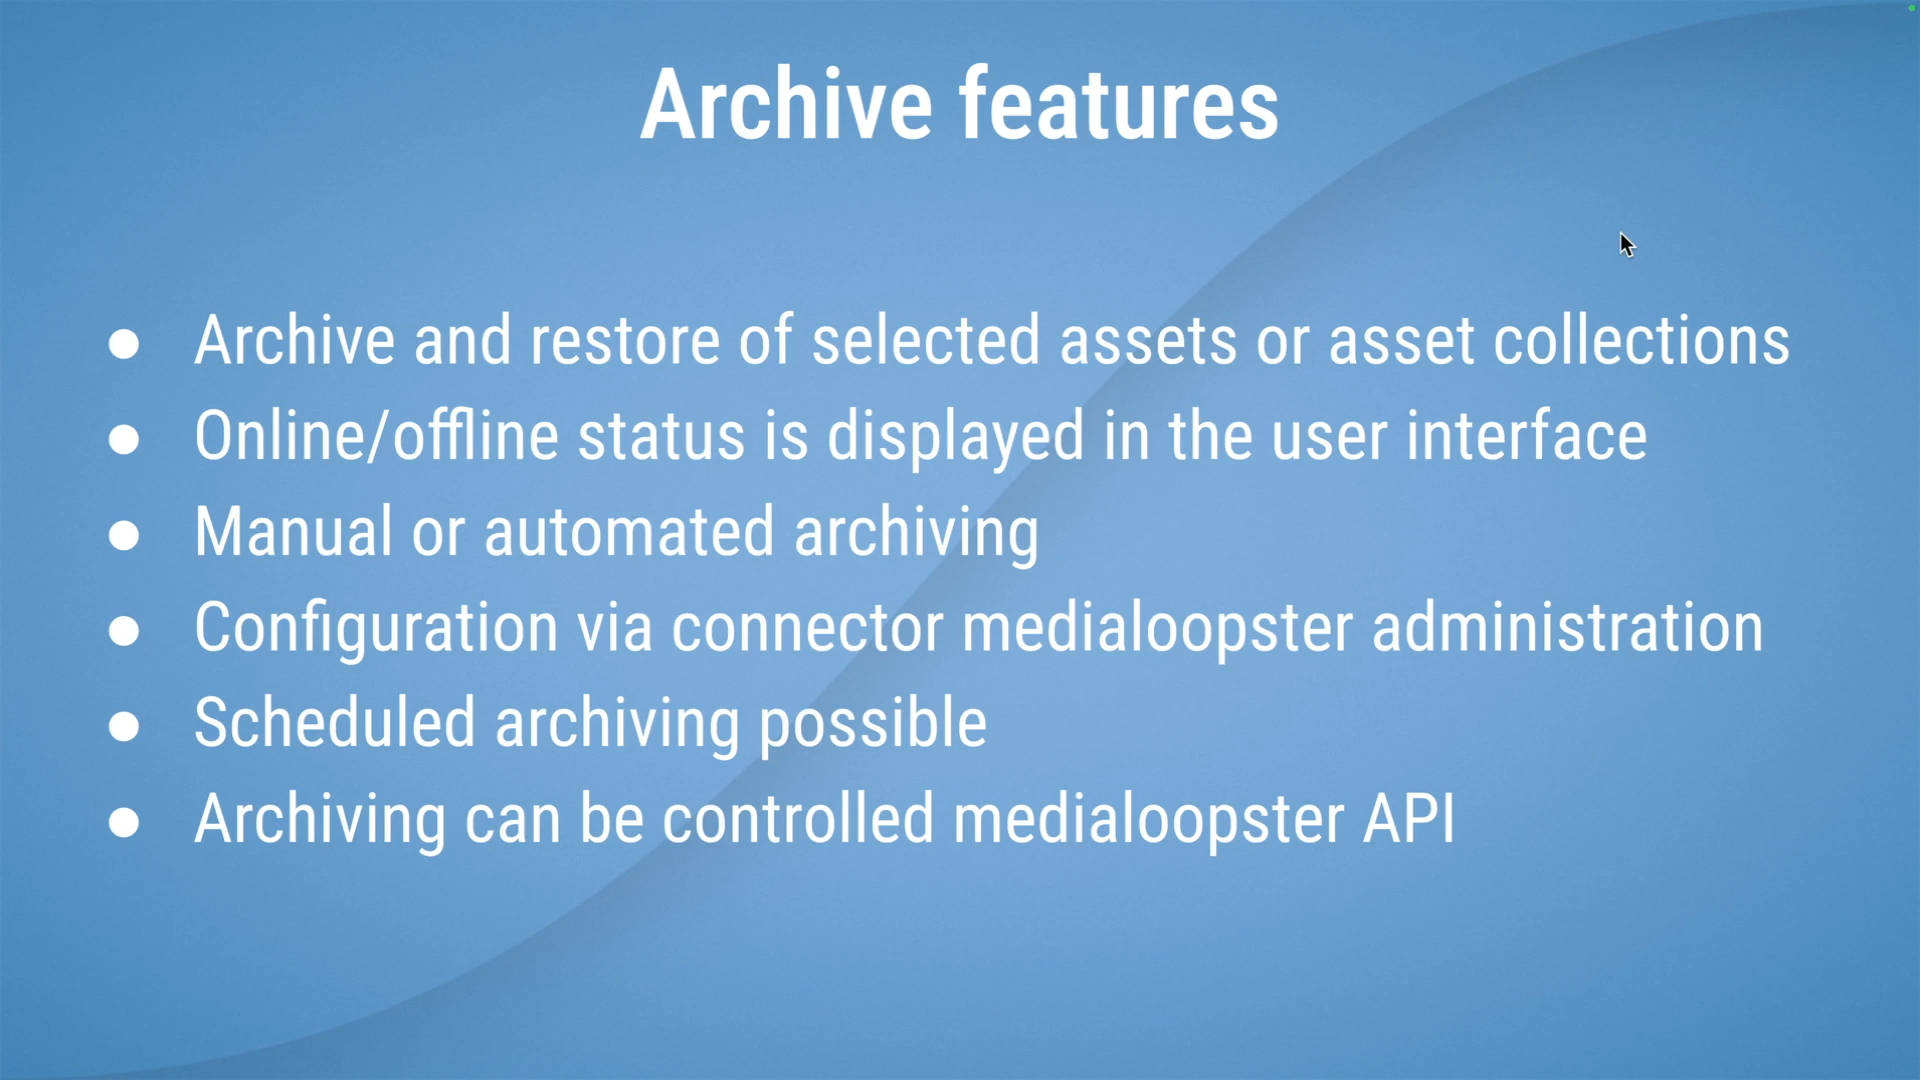 Archive features
● Archive and restore of selected assets or asset collections
● Online/offline status is displayed in the user interface
● Manual or automated archiving
● Configuration via connector medialoopster administration
● Scheduled archiving possible
● Archiving can be controlled medialoopster API